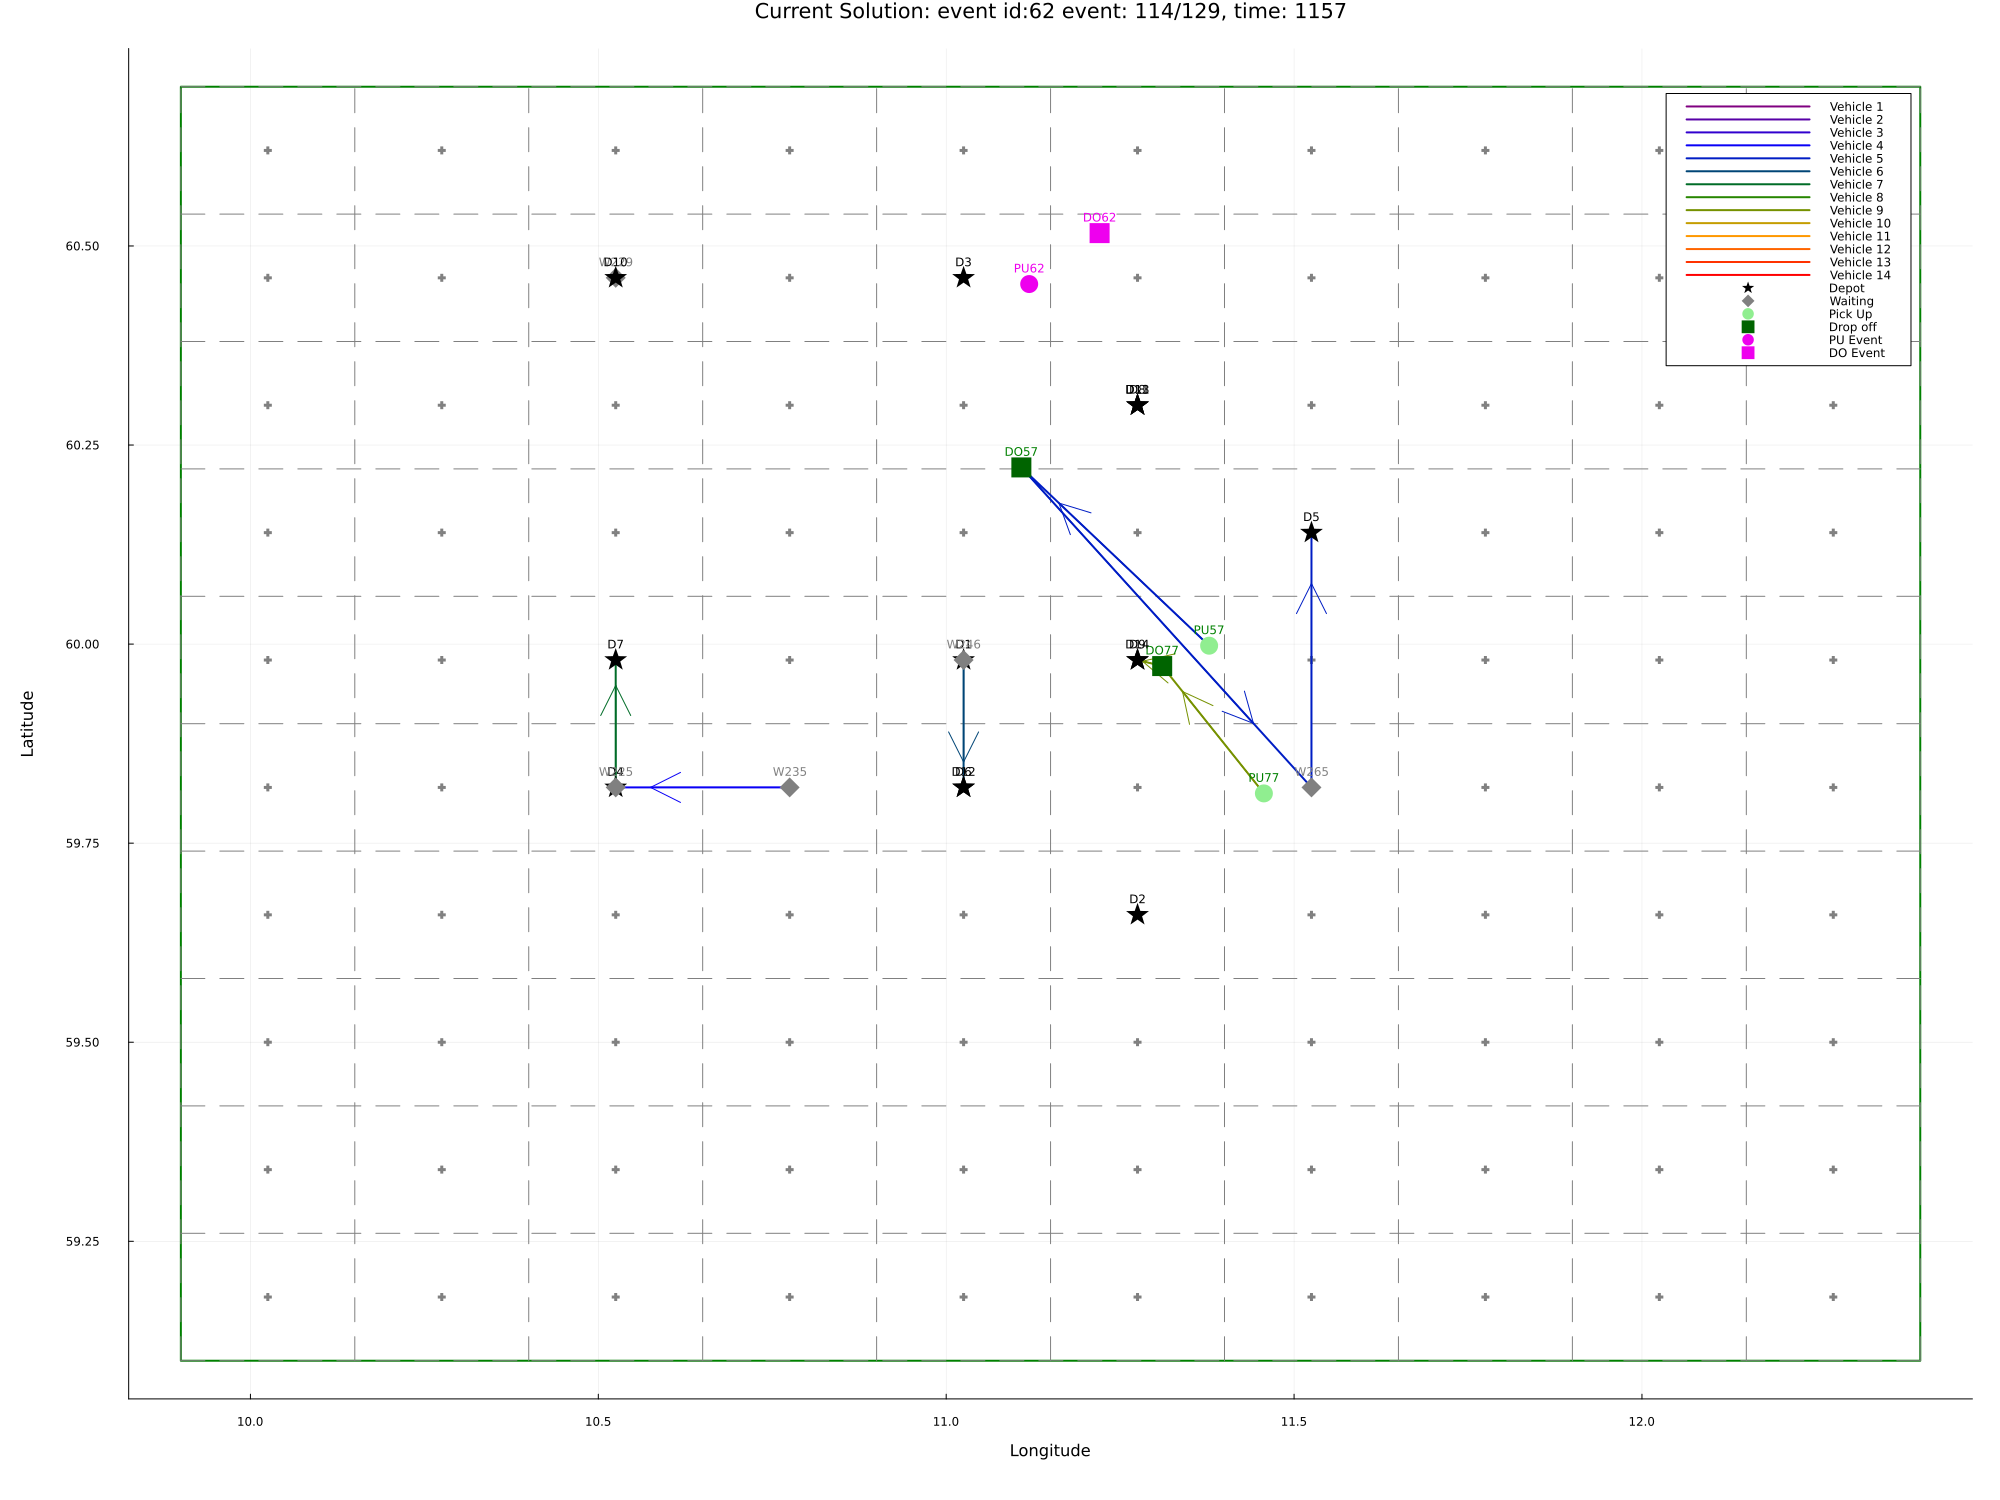 Current Solution: event id:62 event: 114/129, time: 1157
Vehicle 1
Vehicle 2
Vehicle 3
Vehicle 4
Vehicle 5
Vehicle 6
Vehicle 7
Vehicle 8
Vehicle 9
Vehicle 10
Vehicle 11
Vehicle 12
Vehicle 13
Vehicle 14
Depot
Waiting
Pick Up
Drop off
PU Event
DO Event
DO62
PU62
D10
D3
DO57
D5
PU57
D7
D1
DO77
D4
W235
PU77
W265
D2
60.50
60.25
60.00
59.75
59.50
59.25
Latitude
10.0
10.5
11.0
11.5
12.0
Longitude